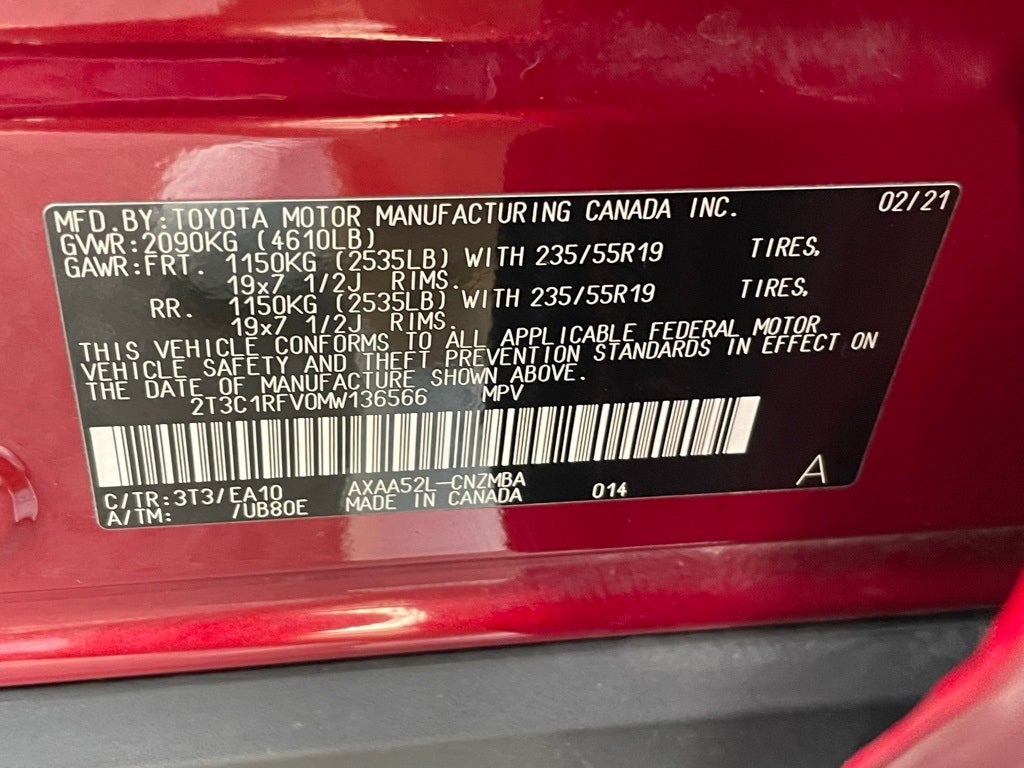 MFD.BY:TOYOTA MOTOR MANUFACTURING CANADA INC. 02/21
GVWR:2090KG (4610LB)
GAWR:FRT. 1150KG (2535LB) WITH 235/55R19 TIRES,
19x7 1/2J RIMS.
RR. 1150KG (2535LB) WITH 235/55R19 TIRES,
19x7 1/2J RIMS.
THIS VEHICLE CONFORMS TO ALL APPLICABLE FEDERAL MOTOR
VEHICLE SAFETY AND THEFT PREVENTION STANDARDS IN EFFECT ON
THE DATE OF MANUFACTURE SHOWN ABOVE.
2T3C1RFV0MW136566 MPV
C/TR:3T3/EA10 AXAA52L-CNZMBA 014 A
A/TM: /UB80E MADE IN CANADA